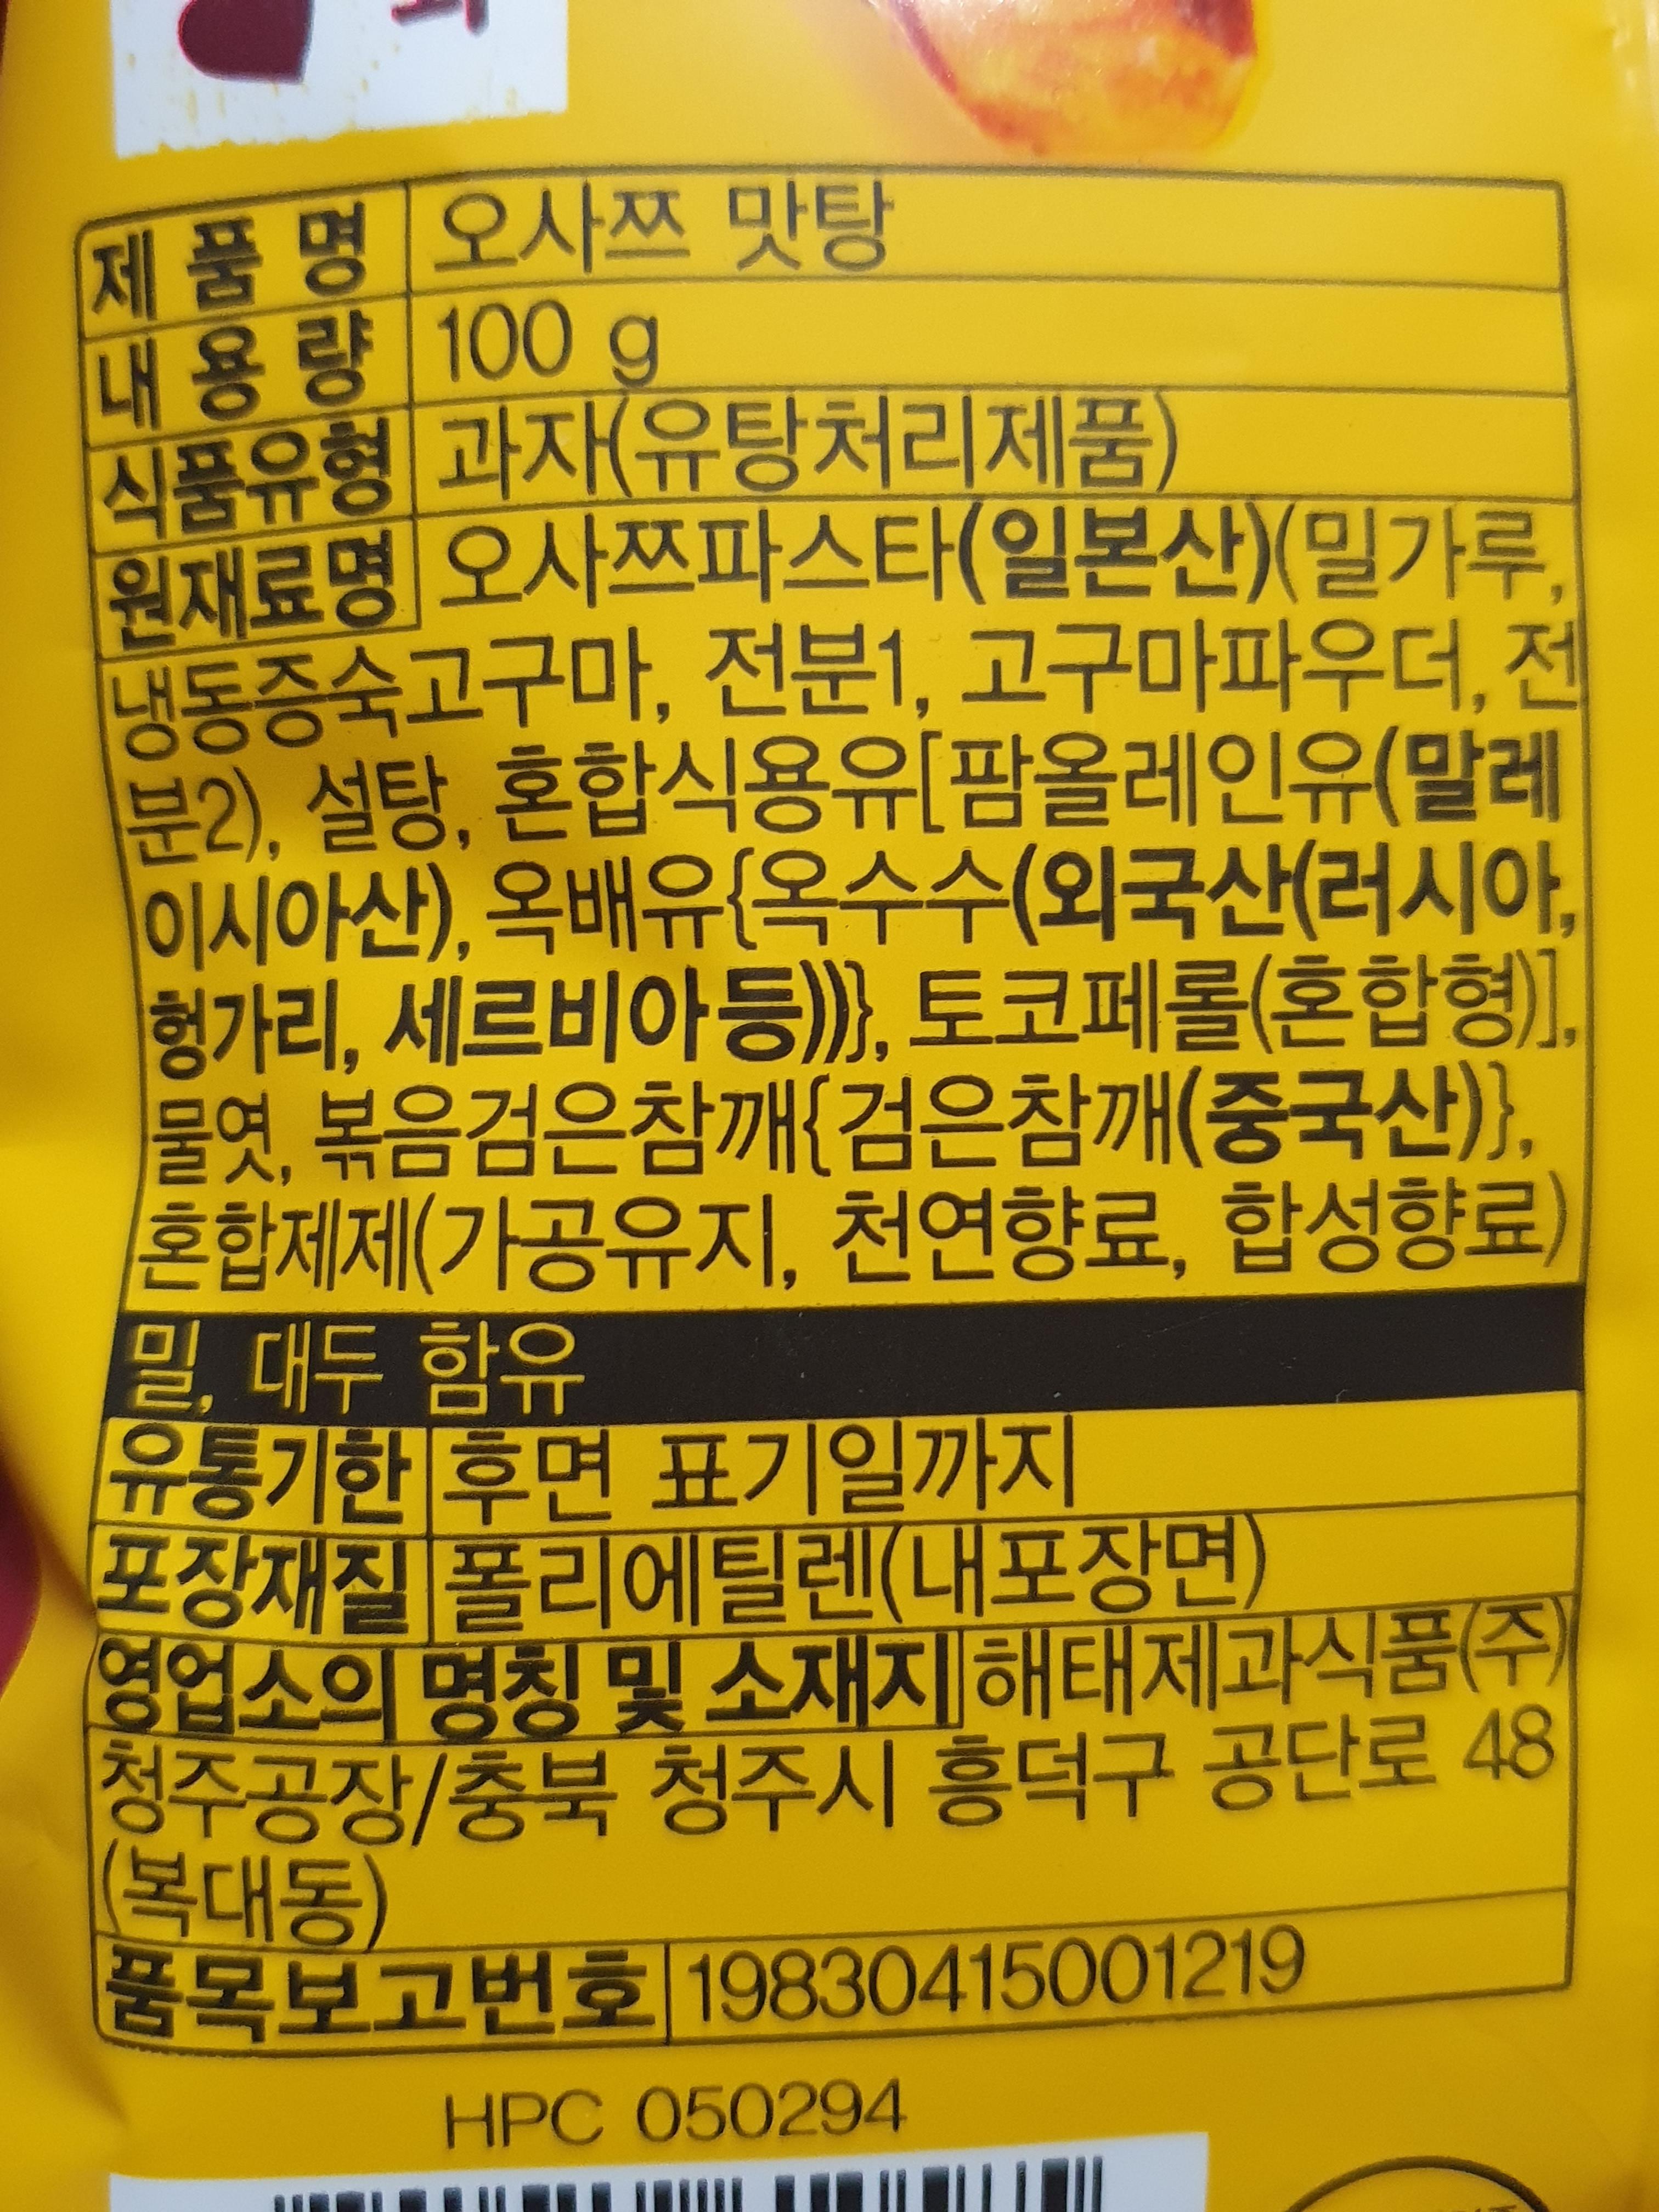 제 품 명 오사쯔 맛탕
내 용 량 100 g
식품유형 과자(유탕처리제품)
원재료명 오사쯔파스타(일본산)(밀가루,
냉동증숙고구마, 전분1, 고구마파우더, 전
분2), 설탕, 혼합식용유[팜올레인유(말레
이시아산), 옥배유{옥수수(외국산(러시아,
헝가리, 세르비아 등))}, 토코페롤(혼합형)],
물엿, 볶음검은참깨{검은참깨(중국산)},
혼합제제(가공유지, 천연향료, 합성향료)
밀, 대두 함유
유통기한 후면 표기일까지
포장재질 폴리에틸렌(내포장면)
영업소의 명칭 및 소재지 해태제과식품(주)
청주공장/충북 청주시 흥덕구 공단로 48
(복대동)
품목보고번호 19830415001219
HPC 050294